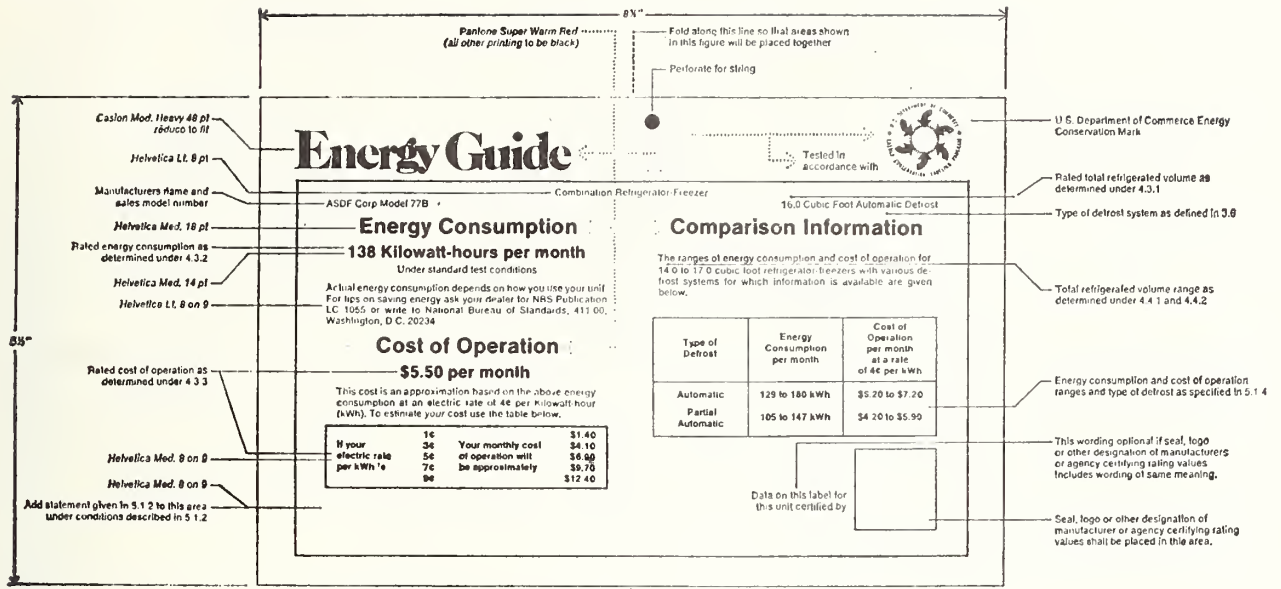 8½"
Pantone Super Warm Red
(all other printing to be black)
Fold along this line so that areas shown
in this figure will be placed together
Perforate for string
Caslon Mod. Heavy 48 pt
reduce to fit
Helvetica Lt. 8 pt
Manufacturers name and
sales model number
Helvetica Med. 18 pt
Rated energy consumption as
determined under 4.3.2
Helvetica Med. 14 pt
Helvetica Lt. 8 on 9
8½"
Rated cost of operation as
determined under 4 3 3
Helvetica Med. 8 on 9
Helvetica Med. 8 on 9
Add statement given in 5.1 2 to this area
under conditions described in 5 1.2
Energy Guide
Tested in
accordance with
Combination Refrigerator-Freezer
ASDF Corp Model 77B
16.0 Cubic Foot Automatic Defrost
Energy Consumption
138 Kilowatt-hours per month
Under standard test conditions
Actual energy consumption depends on how you use your unit
For tips on saving energy ask your dealer for NBS Publication
LC 1055 or write to National Bureau of Standards, 411 00,
Washington, D C. 20234
Cost of Operation
$5.50 per month
This cost is an approximation based on the above energy
consumption at an electric rate of 4¢ per Kilowatt-hour
(kWh). To estimate your cost use the table below.
1¢ $1.40
If your 3¢ Your monthly cost $4.10
electric rate 5¢ of operation will $6.90
per kWh is 7¢ be approximately $9.70
9¢ $12 40
Comparison Information
The ranges of energy consumption and cost of operation for
14 0 to 17 0 cubic foot refrigerator-freezers with various de-
frost systems for which information is available are given
below.
Type of
Defrost
Energy
Consumption
per month
Cost of
Operation
per month
at a rate
of 4¢ per kWh
Automatic 129 to 180 kWh $5.20 to $7.20
Partial
Automatic 105 to 147 kWh $4 20 to $5.90
Data on this label for
this unit certified by
U S. Department of Commerce Energy
Conservation Mark
Rated total refrigerated volume as
determined under 4.3.1
Type of defrost system as defined in 3.6
Total refrigerated volume range as
determined under 4.4 1 and 4.4.2
Energy consumption and cost of operation
ranges and type of defrost as specified in 5.1 4
This wording optional if seal, logo
or other designation of manufacturers
or agency certifying rating values
includes wording of same meaning.
Seal, logo or other designation of
manufacturer or agency certifying rating
values shall be placed in this area.